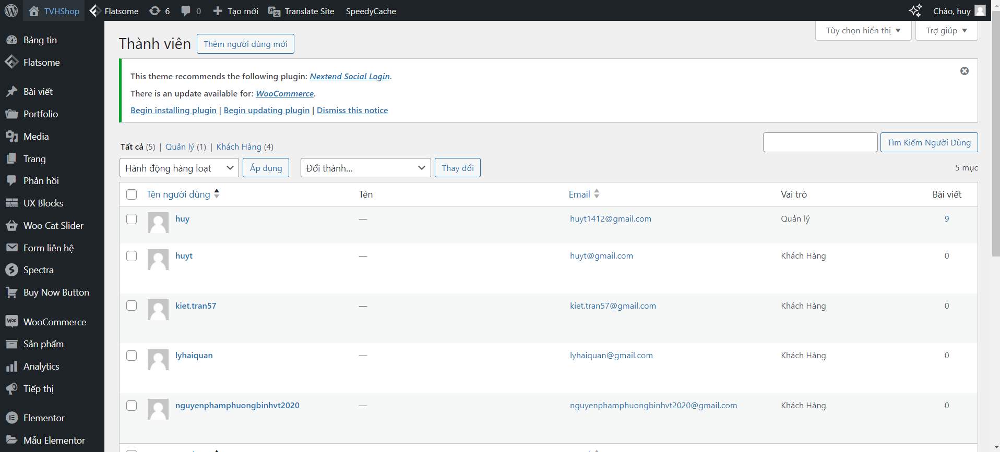 TVHShop Flatsome 6 0 Tạo mới Translate Site SpeedyCache Chào, huy
Bảng tin
Flatsome
Bài viết
Portfolio
Media
Trang
Phản hồi
UX Blocks
Woo Cat Slider
Form liên hệ
Spectra
Buy Now Button
WooCommerce
Sản phẩm
Analytics
Tiếp thị
Elementor
Mẫu Elementor
Tùy chọn hiển thị Trợ giúp
Thành viên Thêm người dùng mới
This theme recommends the following plugin: Nextend Social Login.
There is an update available for: WooCommerce.
Begin installing plugin | Begin updating plugin | Dismiss this notice
Tất cả (5) | Quản lý (1) | Khách Hàng (4)
Tìm Kiếm Người Dùng
Hành động hàng loạt Áp dụng Đổi thành... Thay đổi 5 mục
Tên người dùng Tên Email Vai trò Bài viết
huy — huyt1412@gmail.com Quản lý 9
huyt — huyt@gmail.com Khách Hàng 0
kiet.tran57 — kiet.tran57@gmail.com Khách Hàng 0
lyhaiquan — lyhaiquan@gmail.com Khách Hàng 0
nguyenphamphuongbinhvt2020 — nguyenphamphuongbinhvt2020@gmail.com Khách Hàng 0